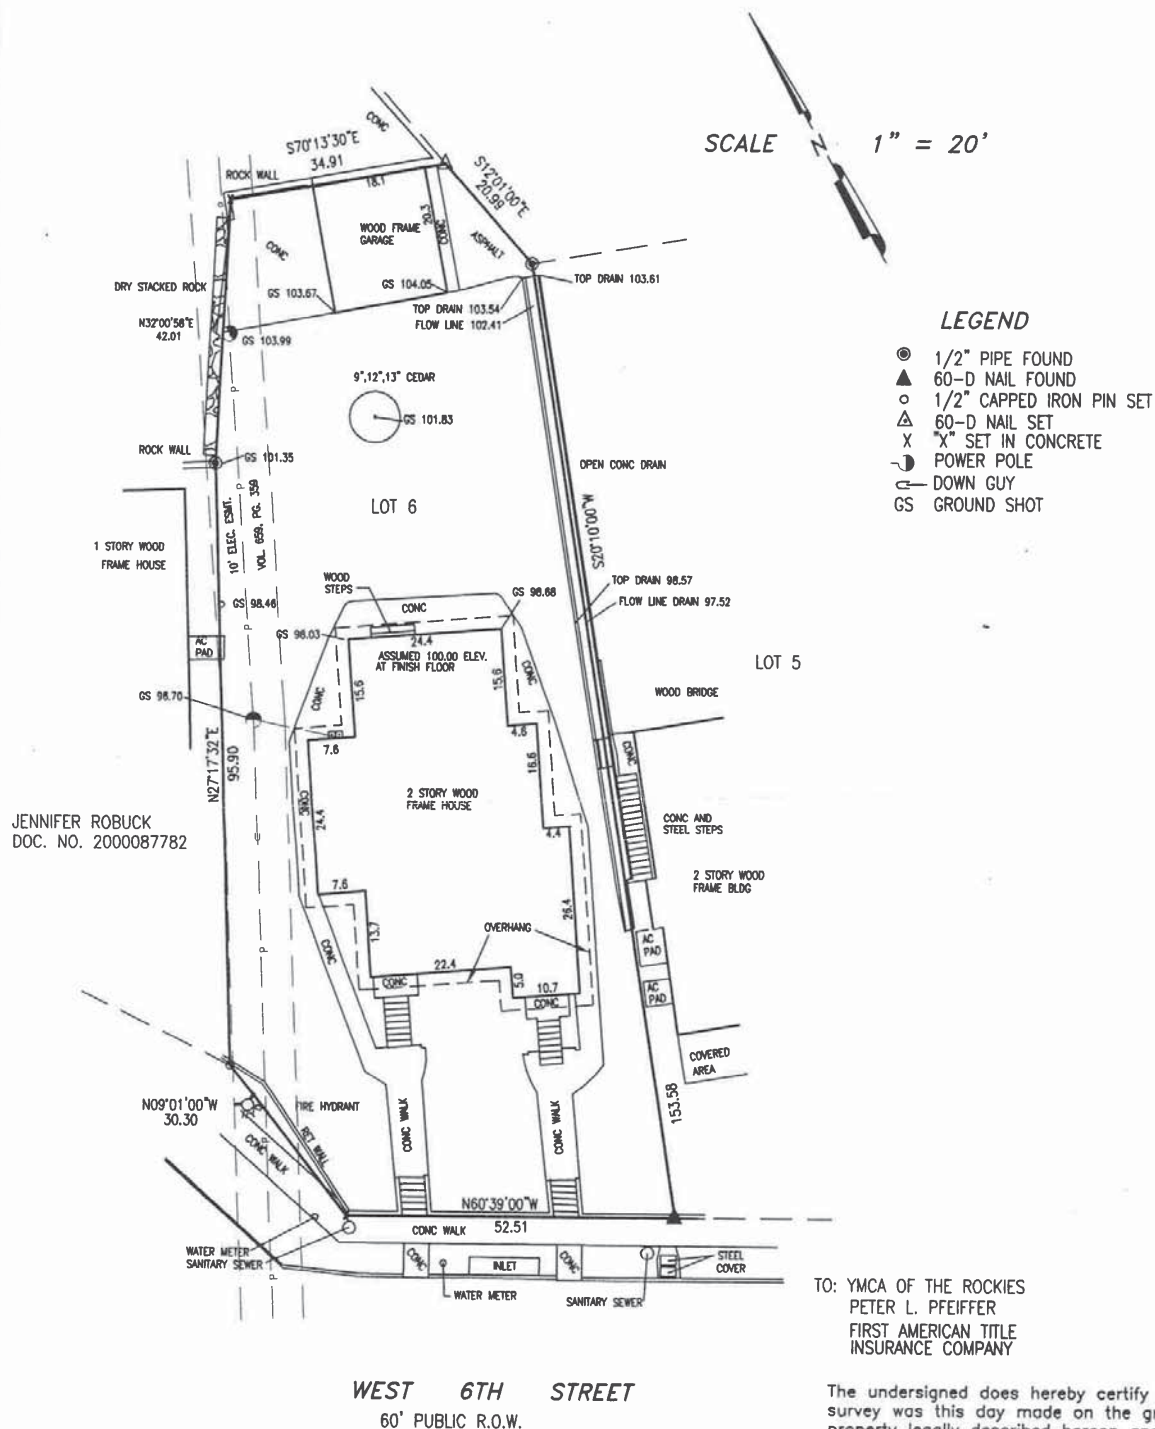 SCALE 1" = 20'
N
CONC
S70°13'30"E
34.91
ROCK WALL
18.1
S12°01'00"E
20.99
WOOD FRAME
GARAGE
20.3
CONC
CONC
ASPHALT
DRY STACKED ROCK
GS 103.67
GS 104.05
TOP DRAIN 103.61
TOP DRAIN 103.54
FLOW LINE 102.41
N32°00'58"E
42.01
GS 103.99
LEGEND
1/2" PIPE FOUND
60-D NAIL FOUND
1/2" CAPPED IRON PIN SET
60-D NAIL SET
X "X" SET IN CONCRETE
POWER POLE
DOWN GUY
GS GROUND SHOT
9",12",13" CEDAR
GS 101.83
ROCK WALL
GS 101.35
OPEN CONC DRAIN
P
P
10' ELEC. ESMT.
VOL. 659, PG. 359
LOT 6
S20°10'00"W
1 STORY WOOD
FRAME HOUSE
WOOD
STEPS
GS 98.46
CONC
GS 98.68
TOP DRAIN 98.57
FLOW LINE DRAIN 97.52
AC
PAD
GS 98.03
24.4
ASSUMED 100.00 ELEV.
AT FINISH FLOOR
LOT 5
GS 98.70
CONC
15.6
15.6
CONC
WOOD BRIDGE
7.6
4.6
N27°17'32"E
95.90
16.6
CONC
CONC
24.4
2 STORY WOOD
FRAME HOUSE
JENNIFER ROBUCK
DOC. NO. 2000087782
4.4
CONC AND
STEEL STEPS
7.6
26.4
2 STORY WOOD
FRAME BLDG
13.7
OVERHANG
CONC
P
22.4
5.0
10.7
CONC
CONC
AC
PAD
AC
PAD
COVERED
AREA
N09°01'00"W
30.30
FIRE HYDRANT
RET WALL
CONC WALK
P
CONC WALK
CONC WALK
153.58
N60°39'00"W
52.51
CONC WALK
WATER METER
SANITARY SEWER
P
CONC
INLET
CONC
STEEL
COVER
WATER METER
SANITARY SEWER
TO: YMCA OF THE ROCKIES
PETER L. PFEIFFER
FIRST AMERICAN TITLE
INSURANCE COMPANY
WEST 6TH STREET
60' PUBLIC R.O.W.
The undersigned does hereby certify
survey was this day made on the